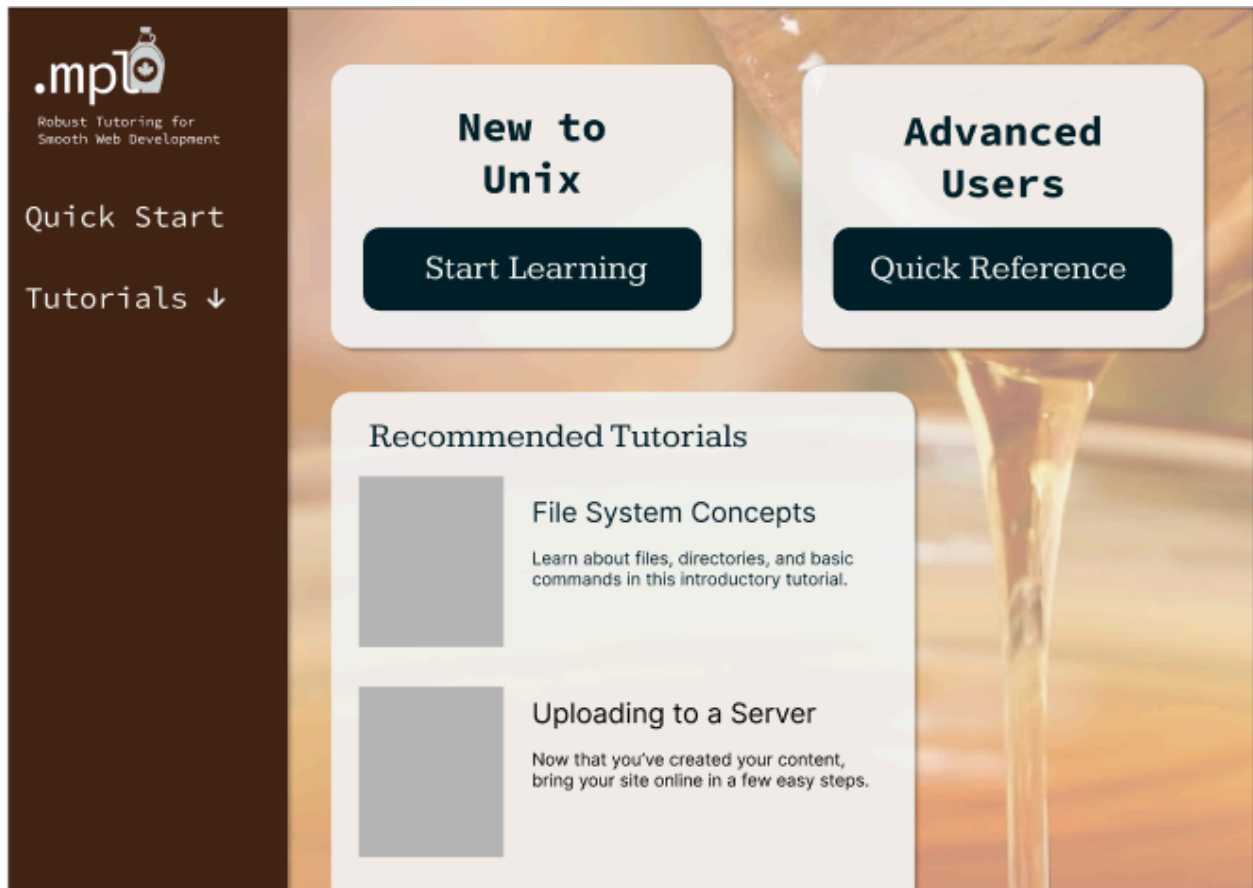 .mpl
Robust Tutoring for
Smooth Web Development
Quick Start
Tutorials ↓
New to
Unix
Start Learning
Advanced
Users
Quick Reference
Recommended Tutorials
File System Concepts
Learn about files, directories, and basic
commands in this introductory tutorial.
Uploading to a Server
Now that you've created your content,
bring your site online in a few easy steps.